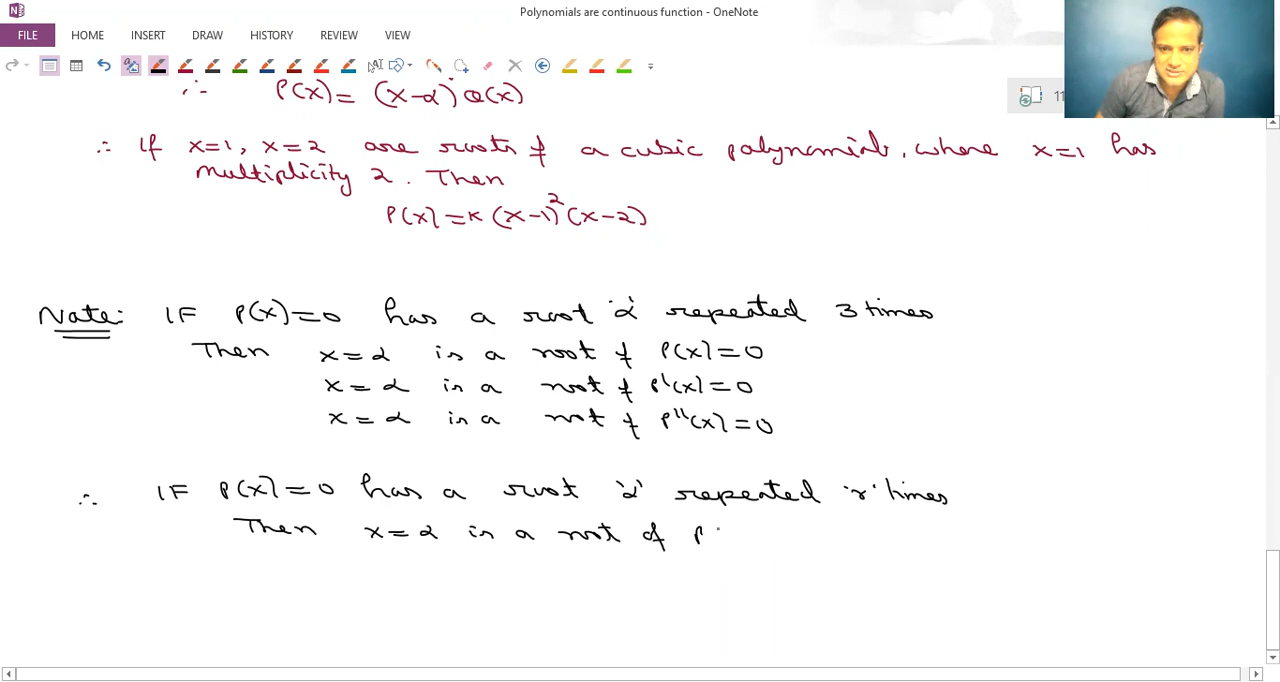 Polynomials are continuous function - OneNote
FILE HOME INSERT DRAW HISTORY REVIEW VIEW
∴ P(x) = (x-α) Q(x)
11
∴ If x=1, x=2 are roots of a cubic polynomial, where x=1 has
multiplicity 2. Then
P(x) = K (x-1)² (x-2)
Note: IF P(x)=0 has a root 'α' repeated 3 times
Then x=α is a root of P(x)=0
x=α is a root of P'(x)=0
x=α is a root of P''(x)=0
∴ IF P(x)=0 has a root 'α' repeated 'r' times
Then x=α is a root of P